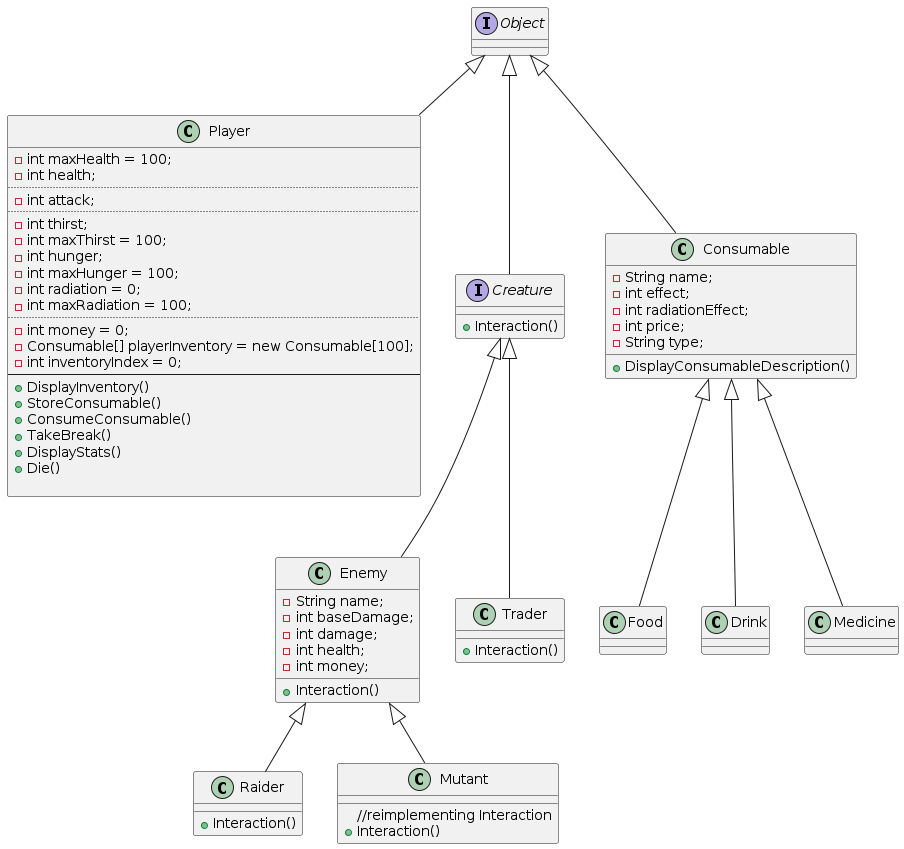 I Object
C Player
int maxHealth = 100;
int health;
int attack;
int thirst;
int maxThirst = 100;
int hunger;
int maxHunger = 100;
int radiation = 0;
int maxRadiation = 100;
int money = 0;
Consumable[] playerInventory = new Consumable[100];
int inventoryIndex = 0;
DisplayInventory()
StoreConsumable()
ConsumeConsumable()
TakeBreak()
DisplayStats()
Die()
I Creature
Interaction()
C Consumable
String name;
int effect;
int radiationEffect;
int price;
String type;
DisplayConsumableDescription()
C Enemy
String name;
int baseDamage;
int damage;
int health;
int money;
Interaction()
C Trader
Interaction()
C Food
C Drink
C Medicine
C Raider
Interaction()
C Mutant
//reimplementing Interaction
Interaction()